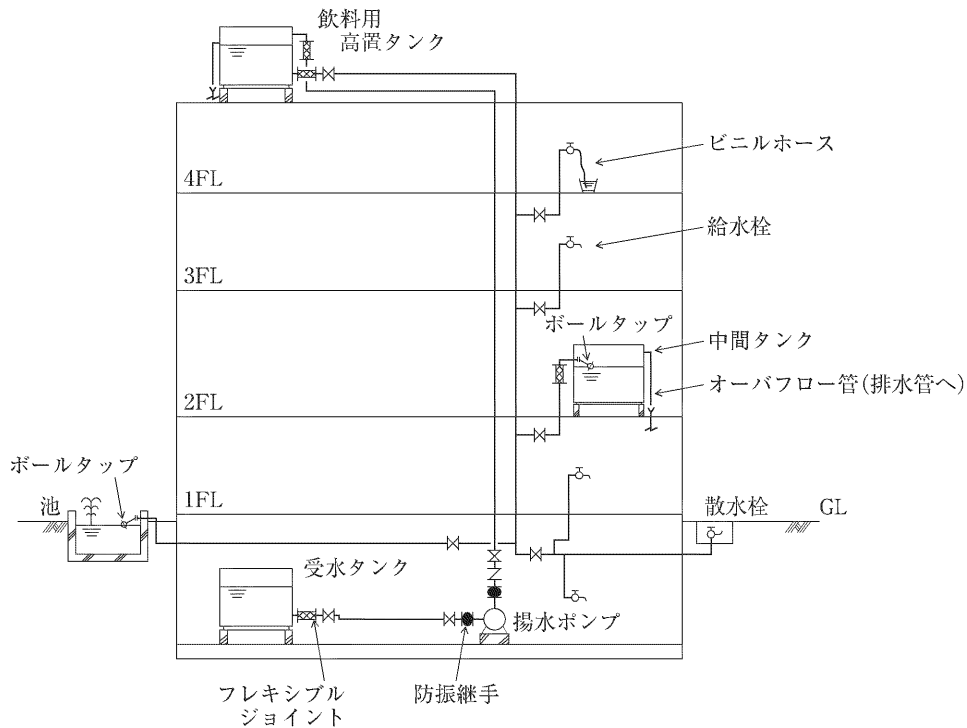 飲料用
高置タンク
ビニルホース
4FL
給水栓
3FL
ボールタップ
中間タンク
オーバフロー管(排水管へ)
2FL
ボールタップ
池
1FL
散水栓
GL
受水タンク
揚水ポンプ
フレキシブル
ジョイント
防振継手